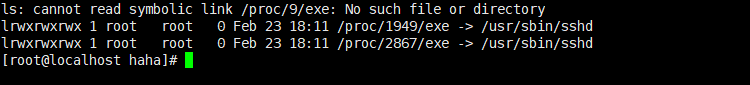 ls: cannot read symbolic link /proc/9/exe: No such file or directory
lrwxrwxrwx 1 root   root   0 Feb 23 18:11 /proc/1949/exe -> /usr/sbin/sshd
lrwxrwxrwx 1 root   root   0 Feb 23 18:11 /proc/2867/exe -> /usr/sbin/sshd
[root@localhost haha]#